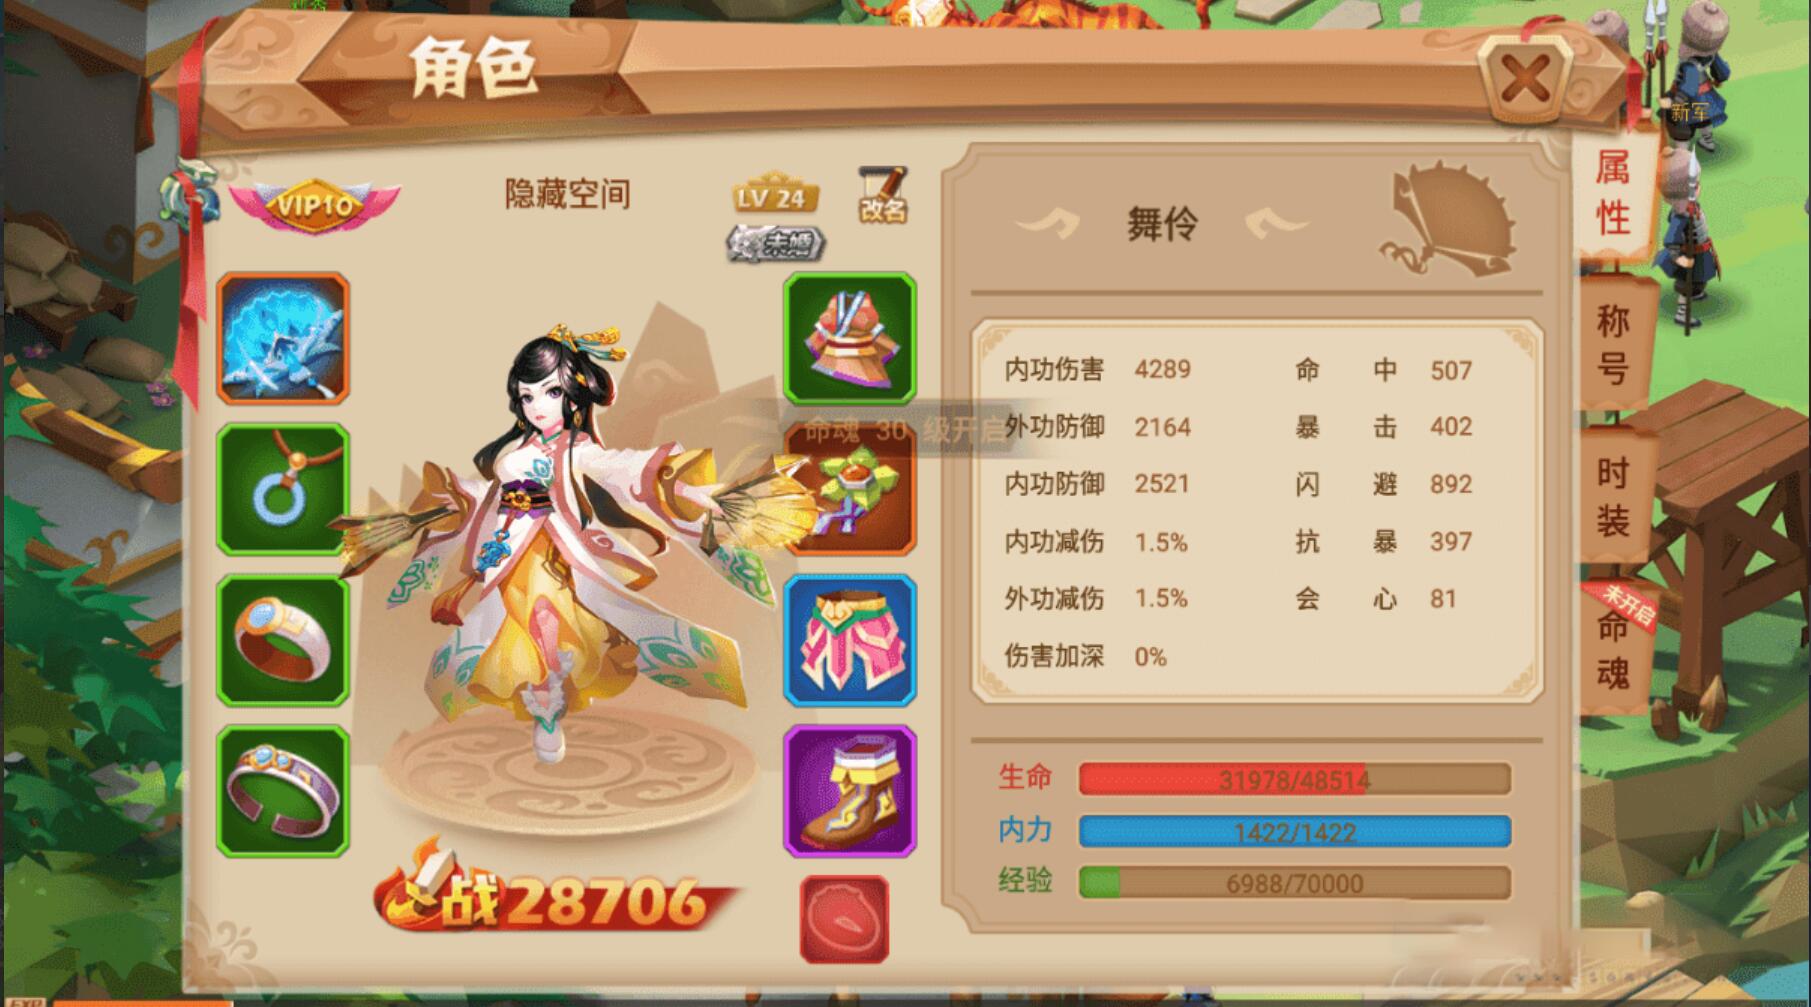 新秀
角色
新军
VIP10
隐藏空间
LV 24
改名
未婚
舞伶
属性
称号
时装
未开启
命魂
命魂 30 级开启
内功伤害 4289 命中 507
外功防御 2164 暴击 402
内功防御 2521 闪避 892
内功减伤 1.5% 抗暴 397
外功减伤 1.5% 会心 81
伤害加深 0%
生命 31978/48514
内力 1422/1422
经验 6988/70000
战28706
EXP